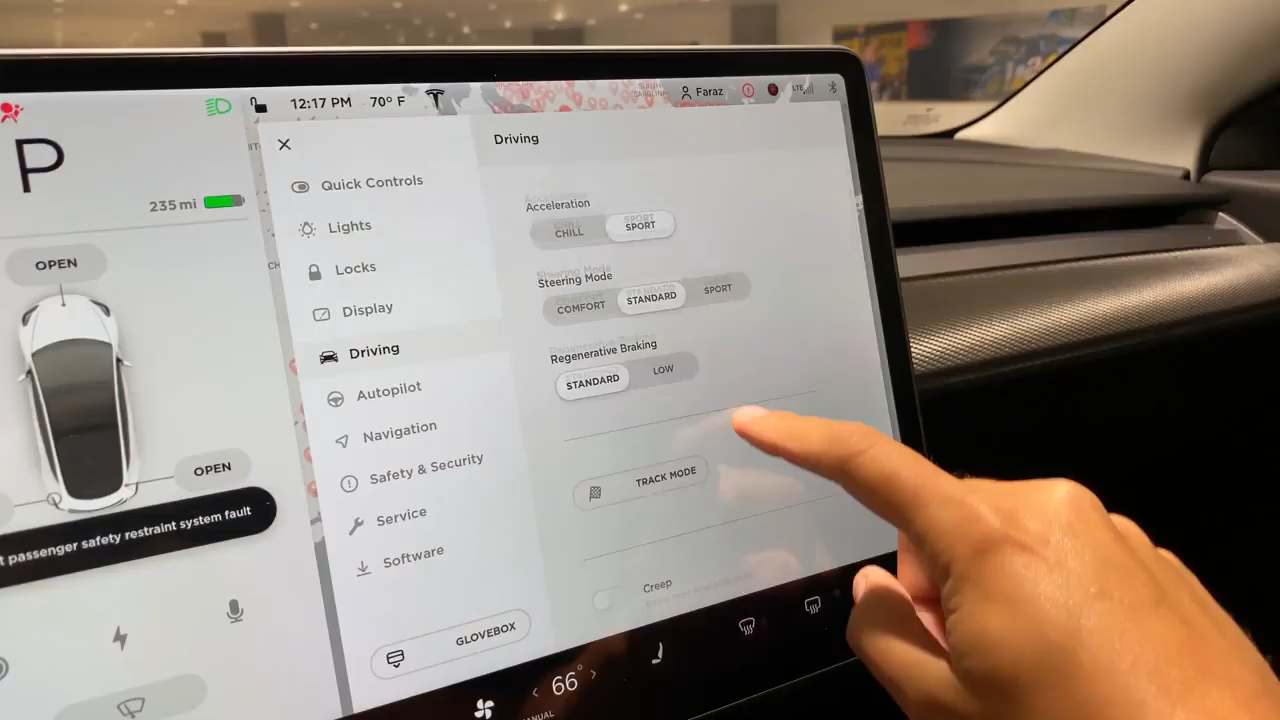 12:17 PM 70° F
Faraz
LTE
P
235 mi
OPEN
OPEN
t passenger safety restraint system fault
Quick Controls
Lights
Locks
Display
Driving
Autopilot
Navigation
Safety & Security
Service
Software
GLOVEBOX
Driving
Acceleration
CHILL SPORT
Steering Mode
COMFORT STANDARD SPORT
Regenerative Braking
STANDARD LOW
TRACK MODE
Creep
66°
MANUAL